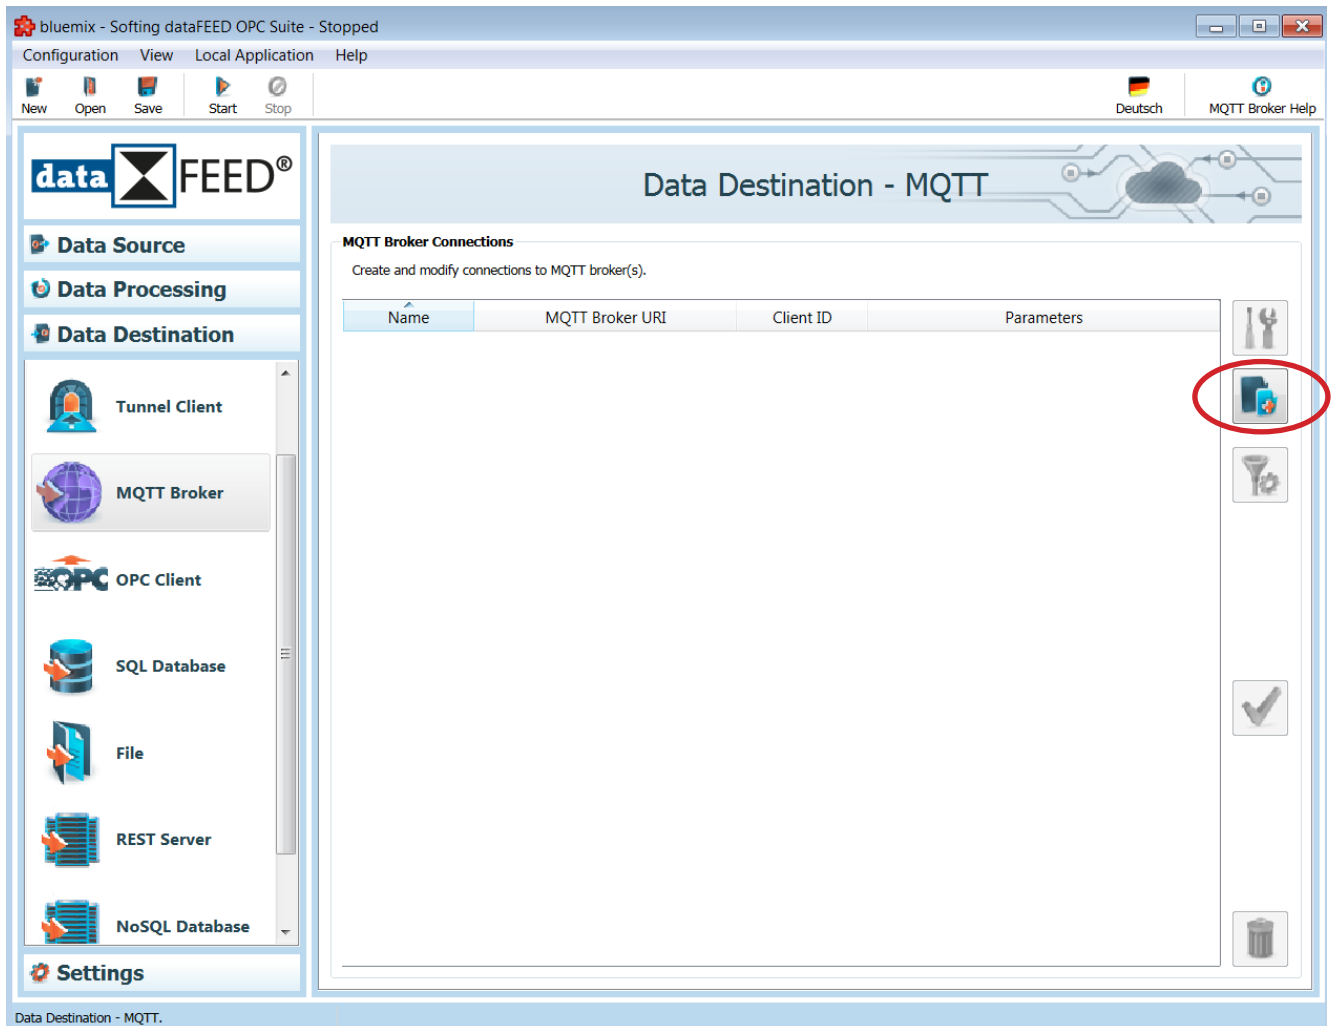 bluemix - Softing dataFEED OPC Suite - Stopped
Configuration View Local Application Help
New Open Save Start Stop Deutsch MQTT Broker Help
data FEED®
Data Destination - MQTT
Data Source
Data Processing
Data Destination
Tunnel Client
MQTT Broker
OPC OPC Client
SQL Database
File
REST Server
NoSQL Database
Settings
MQTT Broker Connections
Create and modify connections to MQTT broker(s).
Name MQTT Broker URI Client ID Parameters
Data Destination - MQTT.